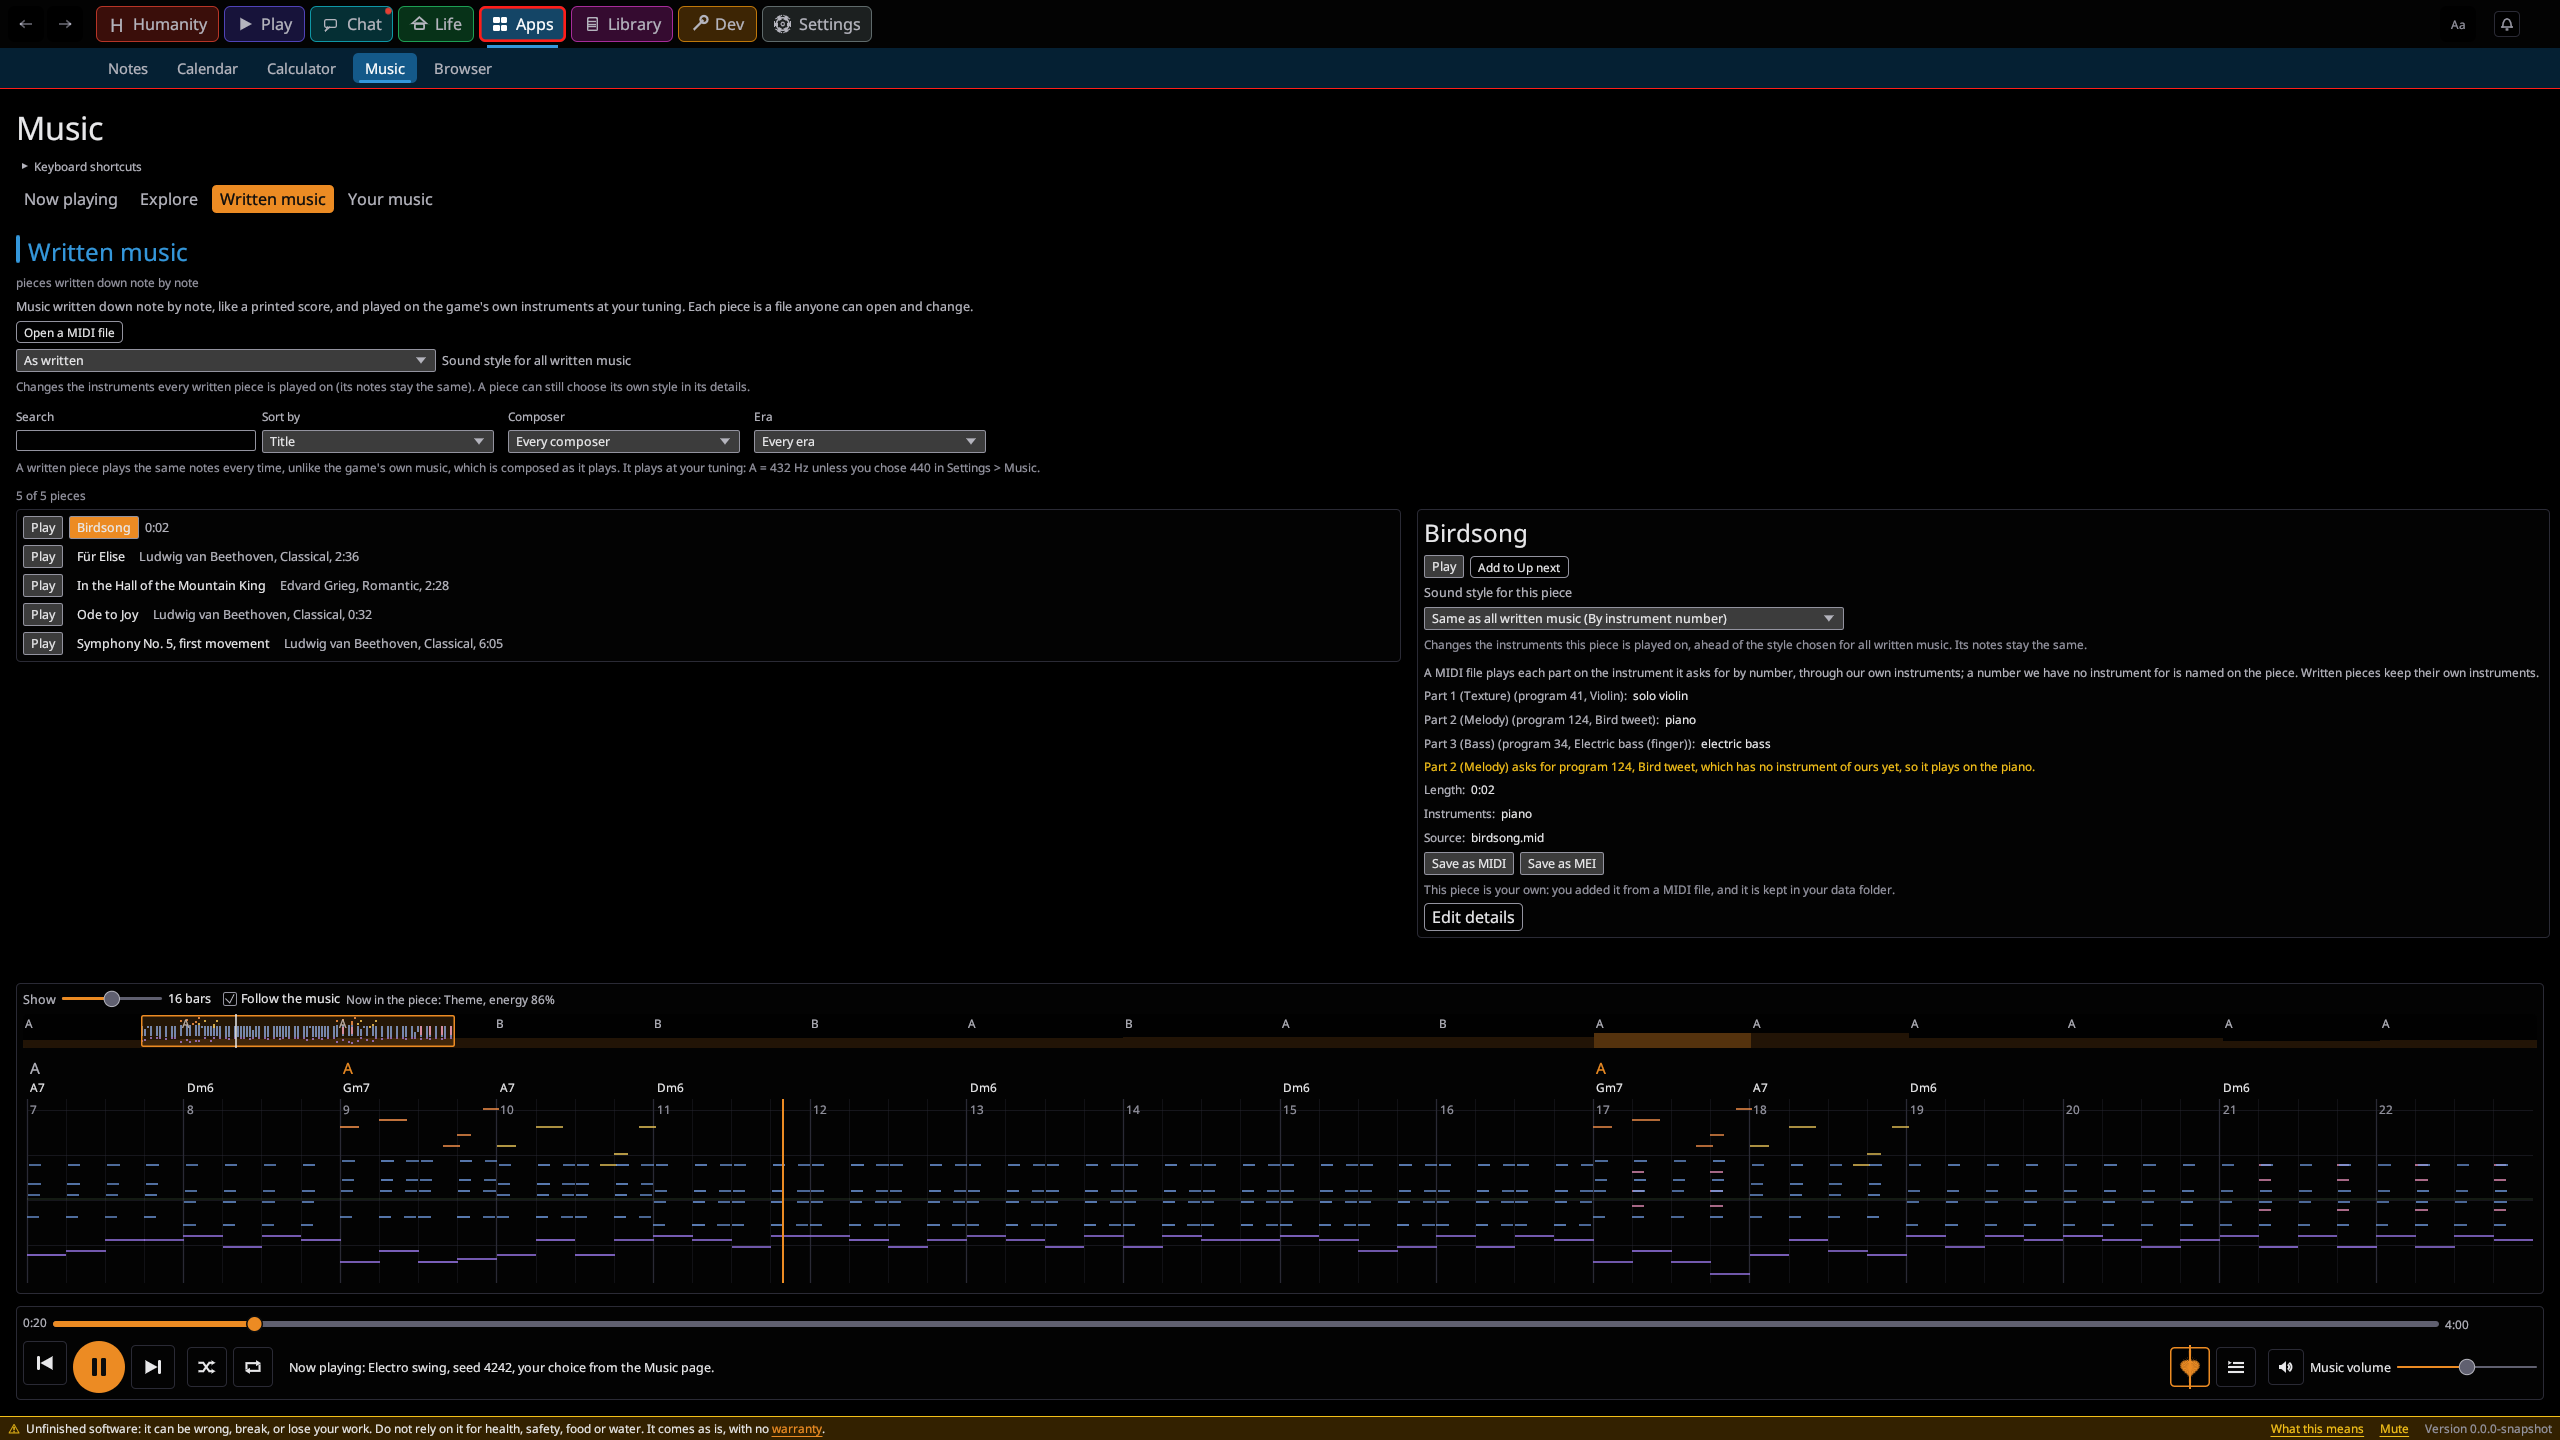 Humanity Play Chat Life Apps Library Dev Settings Aa
Notes Calendar Calculator Music Browser
Music
Keyboard shortcuts
Now playing Explore Written music Your music
Written music
pieces written down note by note
Music written down note by note, like a printed score, and played on the game's own instruments at your tuning. Each piece is a file anyone can open and change.
Open a MIDI file
As written Sound style for all written music
Changes the instruments every written piece is played on (its notes stay the same). A piece can still choose its own style in its details.
Search Sort by Composer Era
Title Every composer Every era
A written piece plays the same notes every time, unlike the game's own music, which is composed as it plays. It plays at your tuning: A = 432 Hz unless you chose 440 in Settings > Music.
5 of 5 pieces
Play Birdsong 0:02
Play Für Elise Ludwig van Beethoven, Classical, 2:36
Play In the Hall of the Mountain King Edvard Grieg, Romantic, 2:28
Play Ode to Joy Ludwig van Beethoven, Classical, 0:32
Play Symphony No. 5, first movement Ludwig van Beethoven, Classical, 6:05
Birdsong
Play Add to Up next
Sound style for this piece
Same as all written music (By instrument number)
Changes the instruments this piece is played on, ahead of the style chosen for all written music. Its notes stay the same.
A MIDI file plays each part on the instrument it asks for by number, through our own instruments; a number we have no instrument for is named on the piece. Written pieces keep their own instruments.
Part 1 (Texture) (program 41, Violin): solo violin
Part 2 (Melody) (program 124, Bird tweet): piano
Part 3 (Bass) (program 34, Electric bass (finger)): electric bass
Part 2 (Melody) asks for program 124, Bird tweet, which has no instrument of ours yet, so it plays on the piano.
Length: 0:02
Instruments: piano
Source: birdsong.mid
Save as MIDI Save as MEI
This piece is your own: you added it from a MIDI file, and it is kept in your data folder.
Edit details
Show 16 bars Follow the music Now in the piece: Theme, energy 86%
A A A B B B A B A B A A A A A A
A A A
A7 Dm6 Gm7 A7 Dm6 Dm6 Dm6 Gm7 A7 Dm6 Dm6
7 8 9 10 11 12 13 14 15 16 17 18 19 20 21 22
0:20 4:00
Now playing: Electro swing, seed 4242, your choice from the Music page. Music volume
Unfinished software: it can be wrong, break, or lose your work. Do not rely on it for health, safety, food or water. It comes as is, with no warranty. What this means Mute Version 0.0.0-snapshot